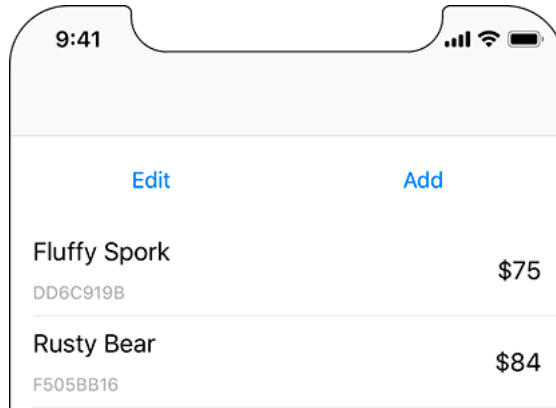 9:41
Edit Add
Fluffy Spork
$75
DD6C919B
Rusty Bear
$84
F505BB16